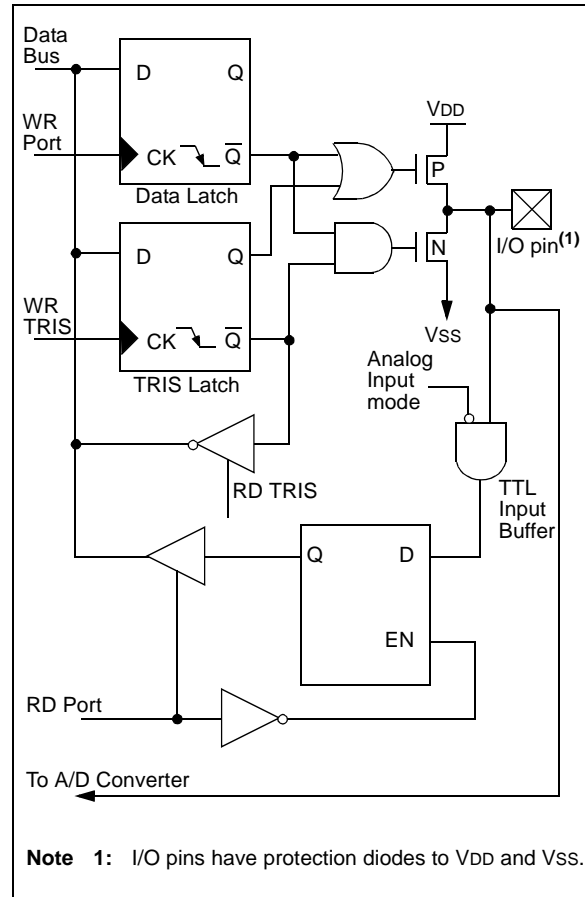 Data
Bus
D
Q
VDD
WR
Port
CK
Q
P
Data Latch
I/O pin(1)
D
Q
N
WR
TRIS
CK
Q
VSS
TRIS Latch
Analog
Input
mode
RD TRIS
TTL
Input
Buffer
Q
D
EN
RD Port
To A/D Converter
Note 1: I/O pins have protection diodes to VDD and VSS.